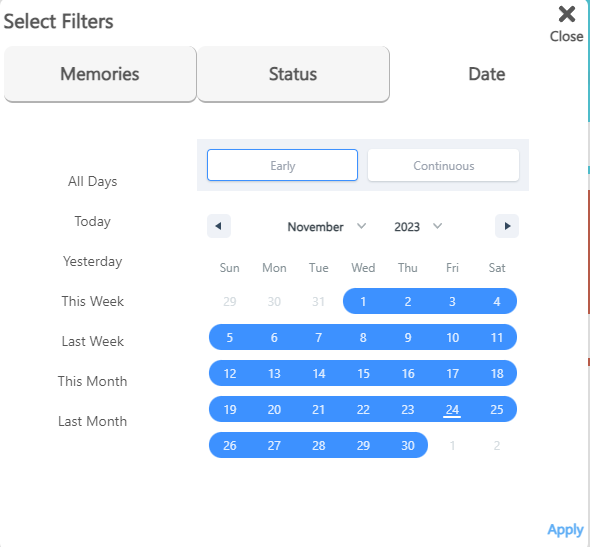 Select Filters
Close
Memories Status Date
All Days
Today
Yesterday
This Week
Last Week
This Month
Last Month
Early Continuous
November 2023
Sun Mon Tue Wed Thu Fri Sat
29 30 31 1 2 3 4
5 6 7 8 9 10 11
12 13 14 15 16 17 18
19 20 21 22 23 24 25
26 27 28 29 30 1 2
Apply